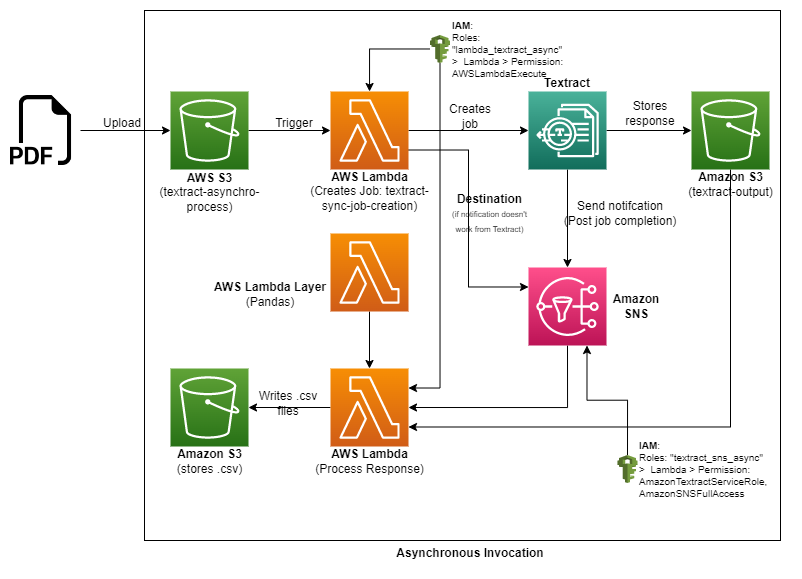 IAM:
Roles:
"lambda_textract_async"
> Lambda > Permission:
AWSLambdaExecute
PDF
Upload
Trigger
Creates
job
Textract
Stores
response
AWS S3
(textract-asynchro-
process)
AWS Lambda
(Creates Job: textract-
sync-job-creation)
Amazon S3
(textract-output)
Destination
(if notification doesn't
work from Textract)
Send notifcation
(Post job completion)
AWS Lambda Layer
(Pandas)
Amazon
SNS
Writes .csv
files
Amazon S3
(stores .csv)
AWS Lambda
(Process Response)
IAM:
Roles: "textract_sns_async"
> Lambda > Permission:
AmazonTextractServiceRole,
AmazonSNSFullAccess
Asynchronous Invocation